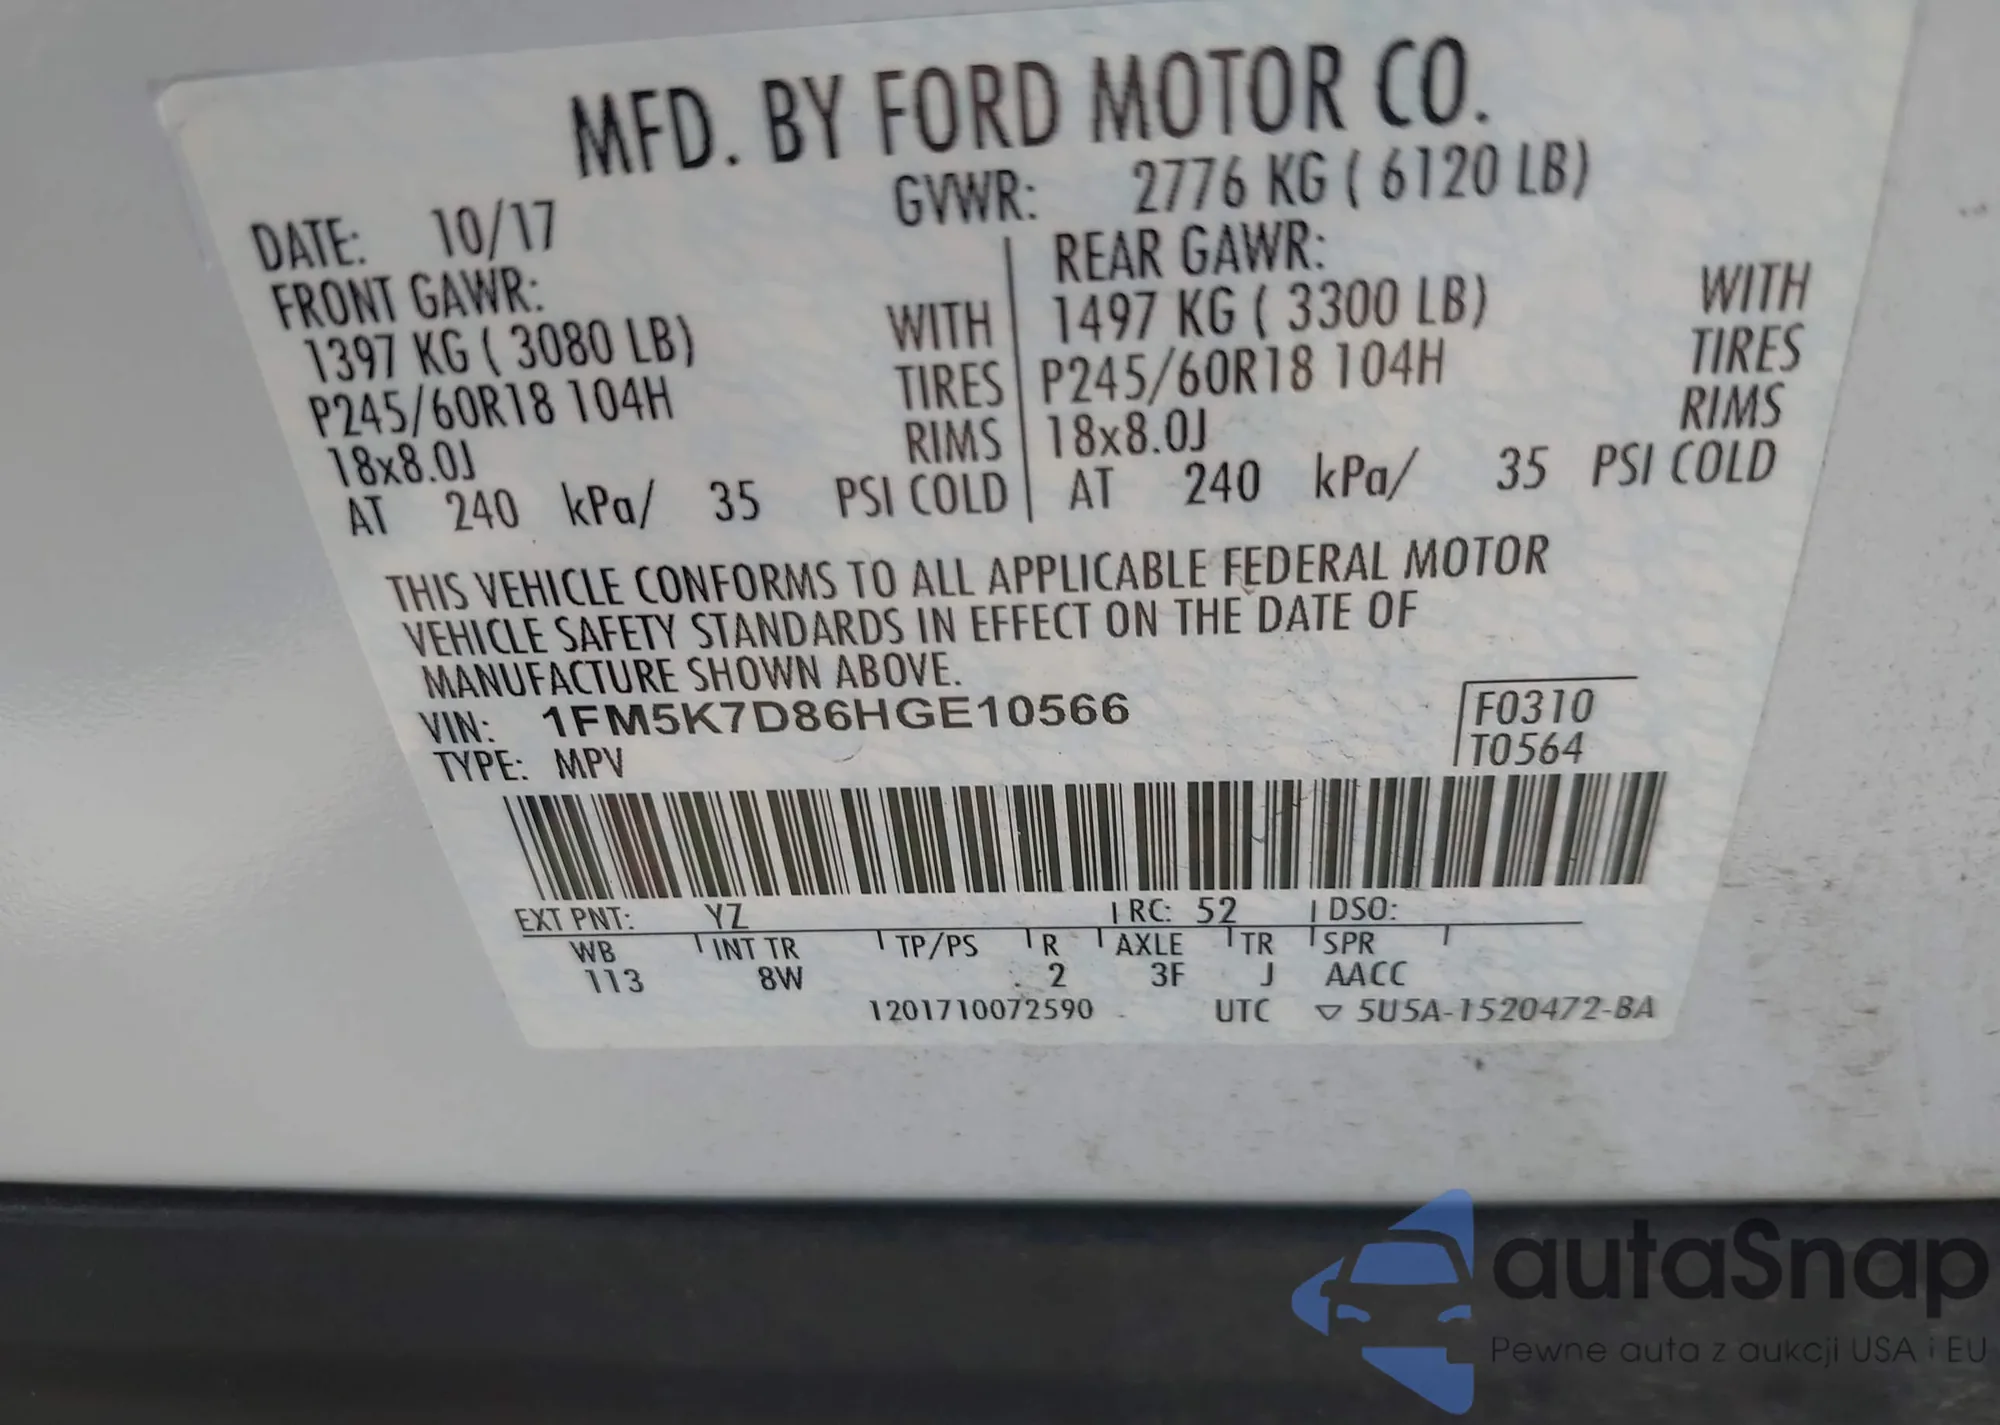 MFD. BY FORD MOTOR CO.
DATE: 10/17 GVWR: 2776 KG ( 6120 LB)
FRONT GAWR: REAR GAWR:
1397 KG ( 3080 LB) WITH 1497 KG ( 3300 LB) WITH
P245/60R18 104H TIRES P245/60R18 104H TIRES
18x8.0J RIMS 18x8.0J RIMS
AT 240 kPa/ 35 PSI COLD AT 240 kPa/ 35 PSI COLD
THIS VEHICLE CONFORMS TO ALL APPLICABLE FEDERAL MOTOR
VEHICLE SAFETY STANDARDS IN EFFECT ON THE DATE OF
MANUFACTURE SHOWN ABOVE.
VIN: 1FM5K7D86HGE10566 F0310
TYPE: MPV T0564
EXT PNT: YZ RC: 52 DSO:
WB INT TR TP/PS R AXLE TR SPR
113 8W 2 3F J AACC
1201710072590 UTC ▽ 5U5A-1520472-BA
autaSnap
Pewne auta z aukcji USA i EU